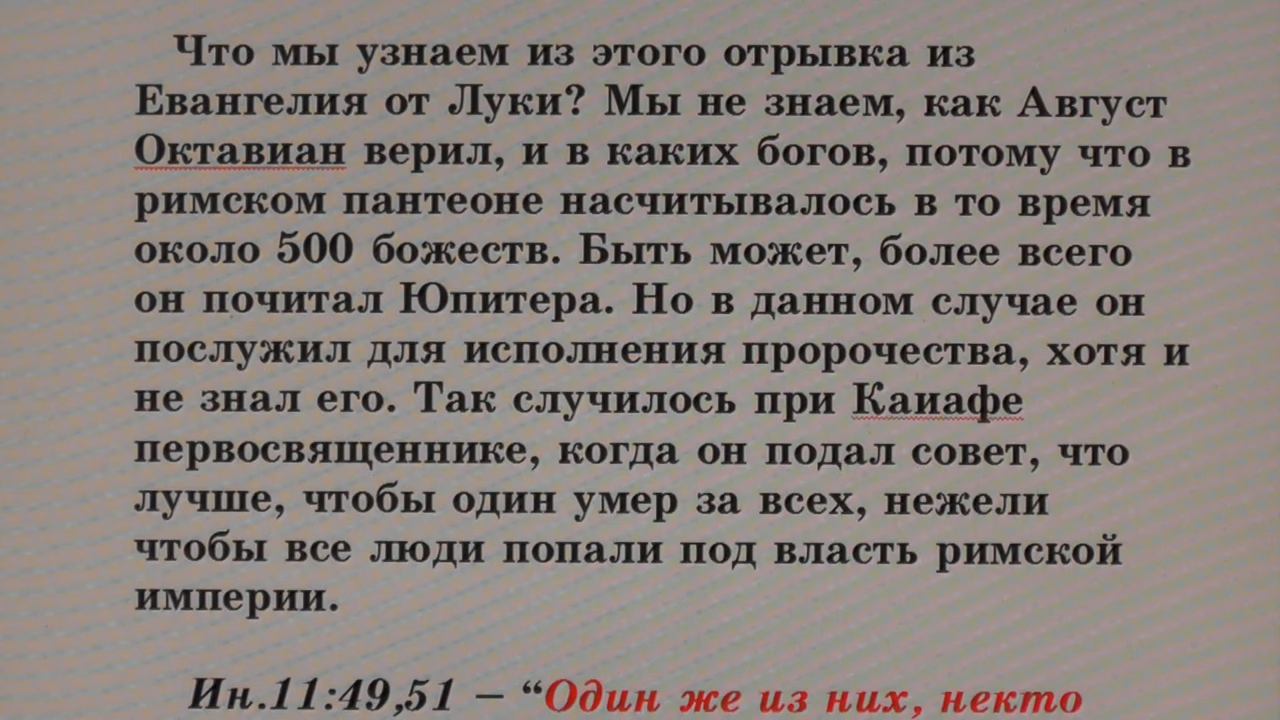 Что мы узнаем из этого отрывка из
Евангелия от Луки? Мы не знаем, как Август
Октавиан верил, и в каких богов, потому что в
римском пантеоне насчитывалось в то время
около 500 божеств. Быть может, более всего
он почитал Юпитера. Но в данном случае он
послужил для исполнения пророчества, хотя и
не знал его. Так случилось при Каиафе
первосвященнике, когда он подал совет, что
лучше, чтобы один умер за всех, нежели
чтобы все люди попали под власть римской
империи.
Ин.11:49,51 – “Один же из них, некто